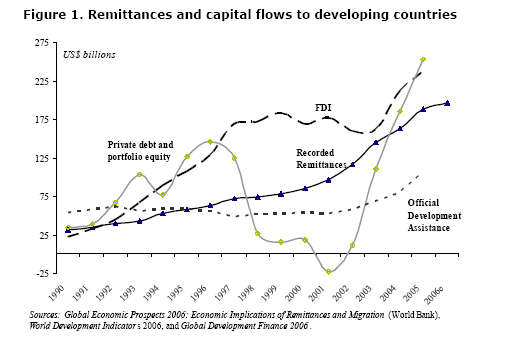 Figure 1. Remittances and capital flows to developing countries
275
US$ billions
225
FDI
175
Private debt and
portfolio equity
Recorded
Remittances
125
75
Official
Development
Assistance
25
-25
1990
1991
1992
1993
1994
1995
1996
1997
1998
1999
2000
2001
2002
2003
2004
2005
2006e
Sources: Global Economic Prospects 2006: Economic Implications of Remittances and Migration (World Bank),
World Development Indicators 2006, and Global Development Finance 2006.